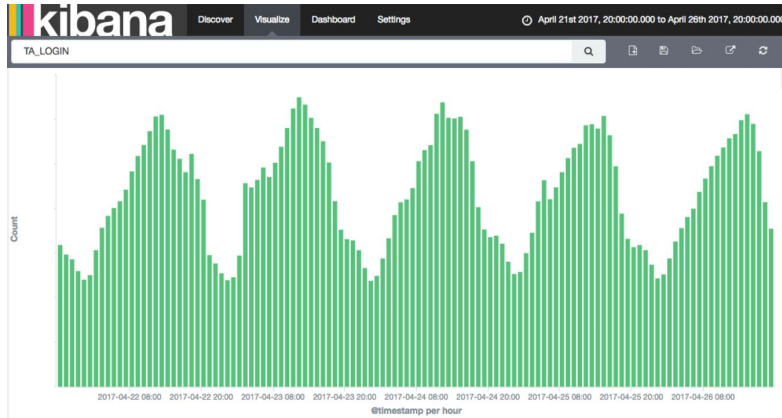 kibana Discover Visualize Dashboard Settings April 21st 2017, 20:00:00.000 to April 26th 2017, 20:00:00.000
TA_LOGIN
Count
2017-04-22 08:00 2017-04-22 20:00 2017-04-23 08:00 2017-04-23 20:00 2017-04-24 08:00 2017-04-24 20:00 2017-04-25 08:00 2017-04-25 20:00 2017-04-26 08:00
@timestamp per hour